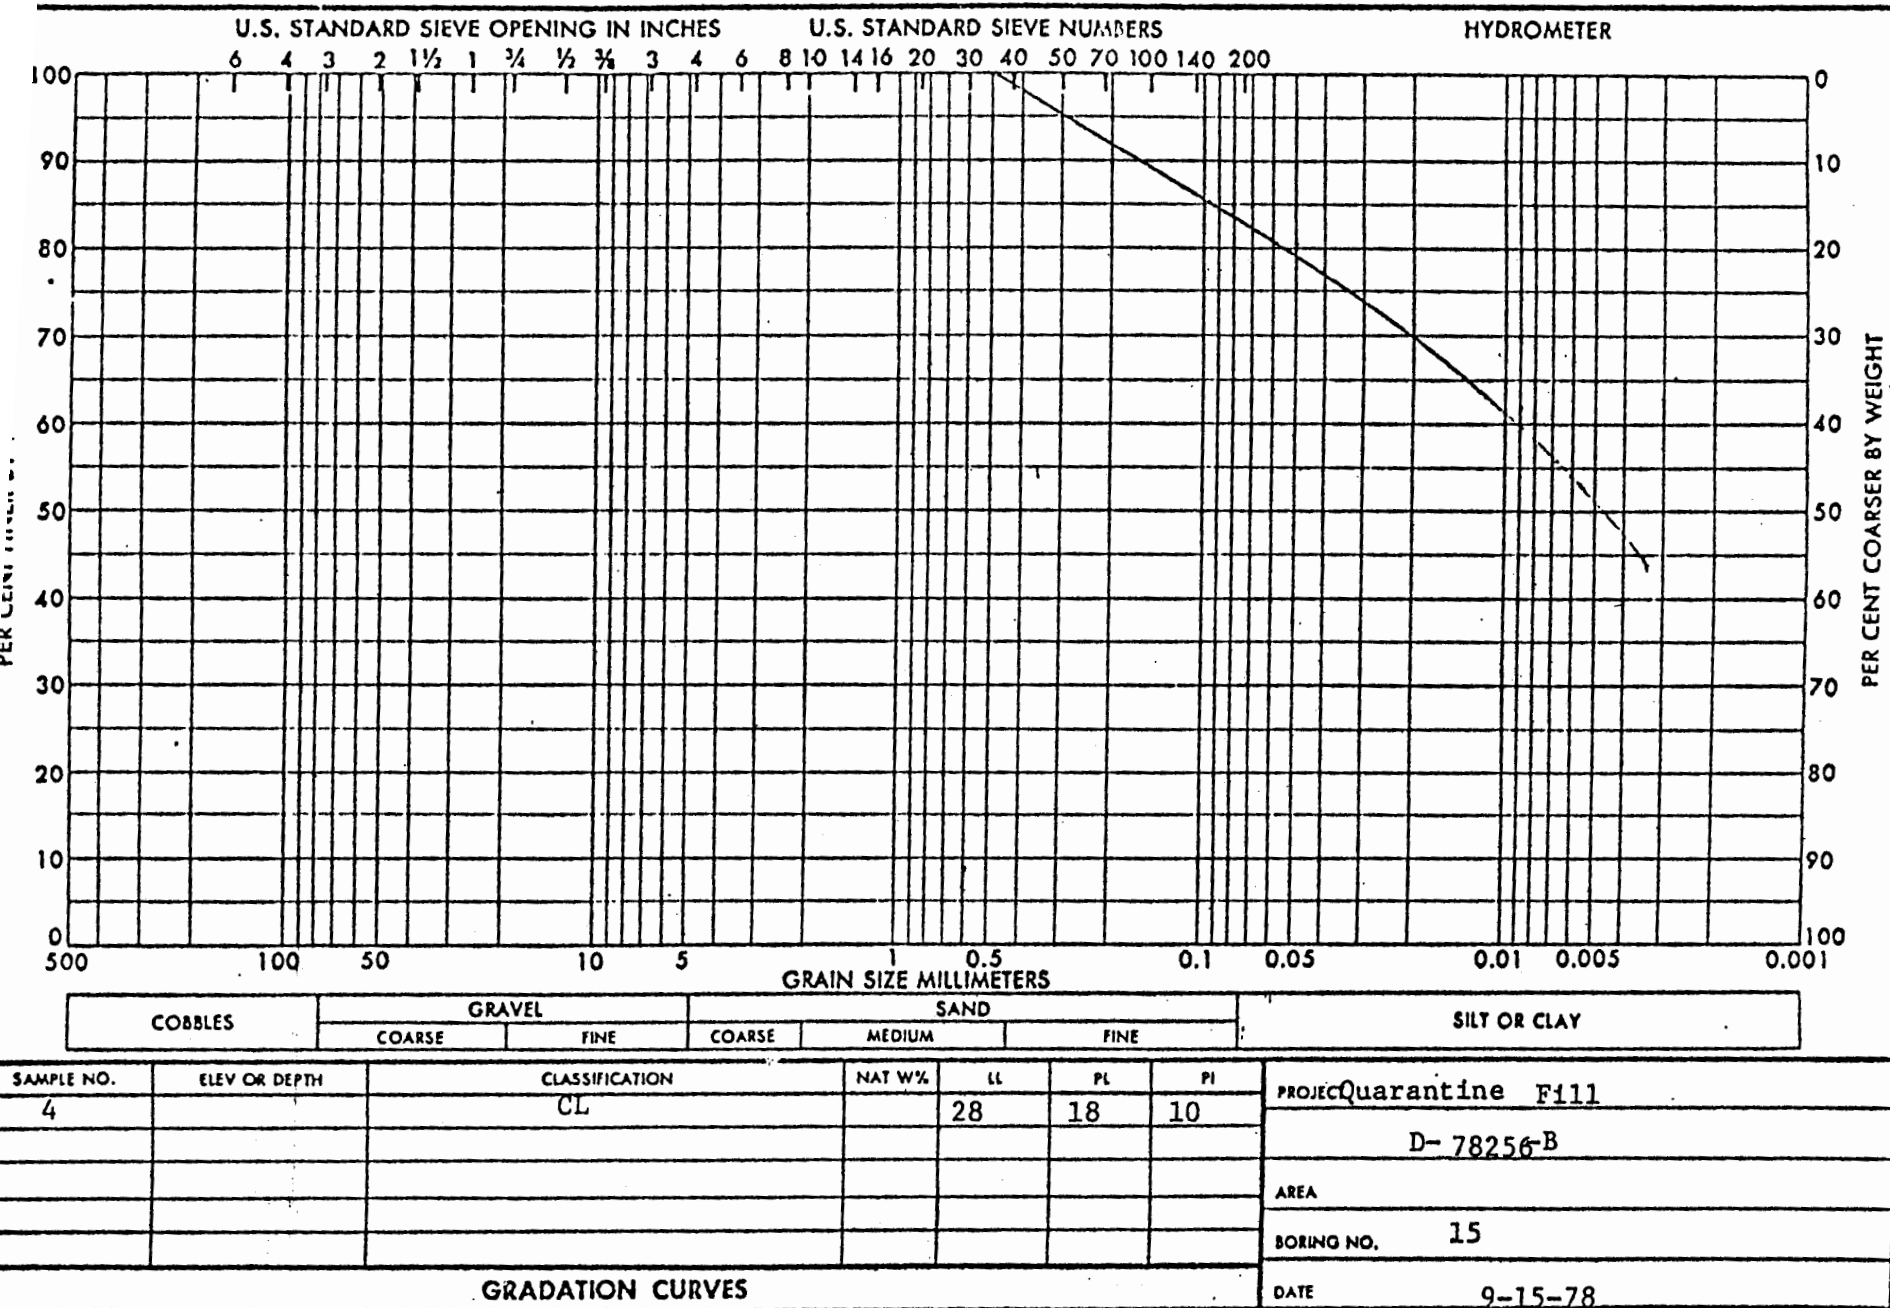 U.S. STANDARD SIEVE OPENING IN INCHES U.S. STANDARD SIEVE NUMBERS HYDROMETER
6 4 3 2 1½ 1 ¾ ½ ⅜ 3 4 6 8 10 14 16 20 30 40 50 70 100 140 200
100 0
90 10
80 20
70 30
60 40
50 50
40 60
30 70
20 80
10 90
0 100
PER CENT COARSER BY WEIGHT
500 100 50 10 5 1 0.5 0.1 0.05 0.01 0.005 0.001
GRAIN SIZE MILLIMETERS
COBBLES GRAVEL SAND SILT OR CLAY
COARSE FINE COARSE MEDIUM FINE
SAMPLE NO. ELEV OR DEPTH CLASSIFICATION NAT W% LL PL PI
4 CL 28 18 10
PROJECT Quarantine Fill
D-78256-B
AREA
BORING NO. 15
GRADATION CURVES
DATE 9-15-78